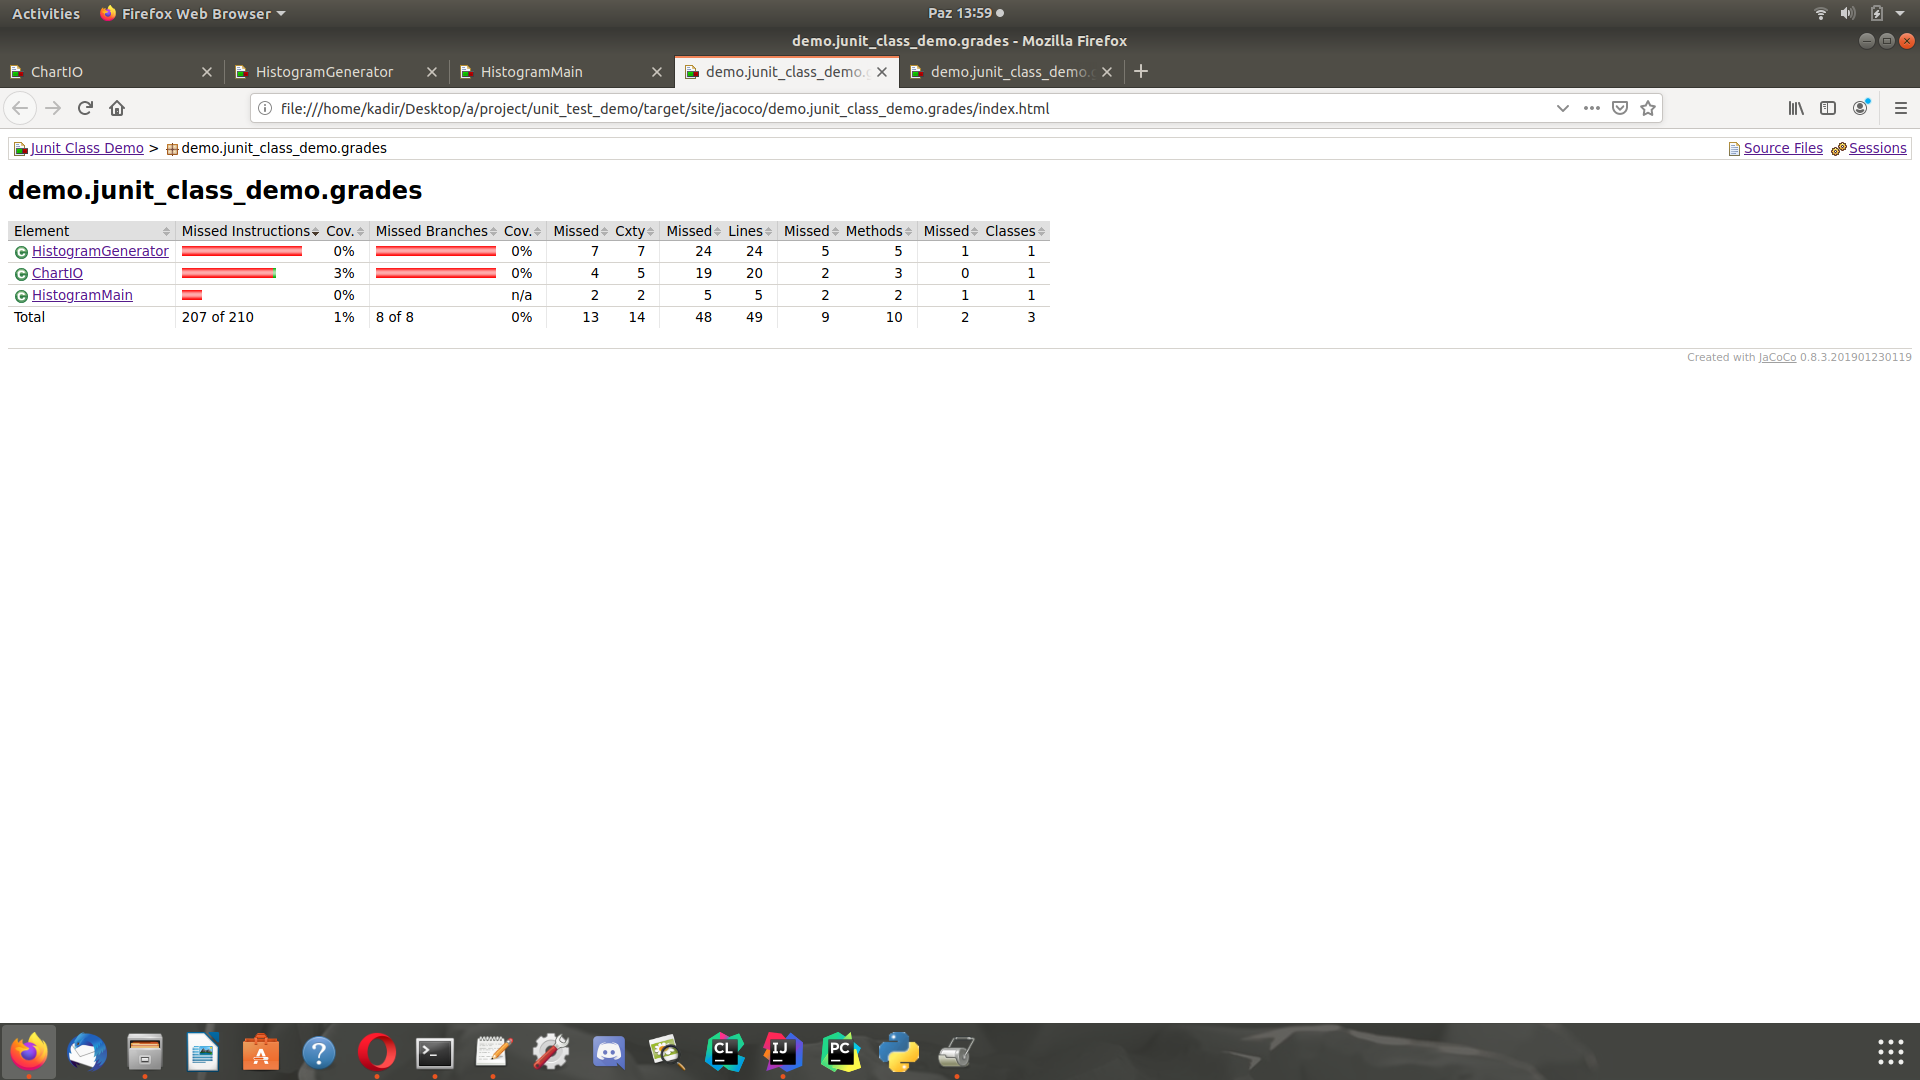 Activities Firefox Web Browser Paz 13:59
demo.junit_class_demo.grades - Mozilla Firefox
ChartIO HistogramGenerator HistogramMain demo.junit_class_demo. demo.junit_class_demo.
file:///home/kadir/Desktop/a/project/unit_test_demo/target/site/jacoco/demo.junit_class_demo.grades/index.html
Junit Class Demo > demo.junit_class_demo.grades Source Files Sessions
demo.junit_class_demo.grades
Element Missed Instructions Cov. Missed Branches Cov. Missed Cxty Missed Lines Missed Methods Missed Classes
HistogramGenerator 0% 0% 7 7 24 24 5 5 1 1
ChartIO 3% 0% 4 5 19 20 2 3 0 1
HistogramMain 0% n/a 2 2 5 5 2 2 1 1
Total 207 of 210 1% 8 of 8 0% 13 14 48 49 9 10 2 3
Created with JaCoCo 0.8.3.201901230119
CL IJ PC